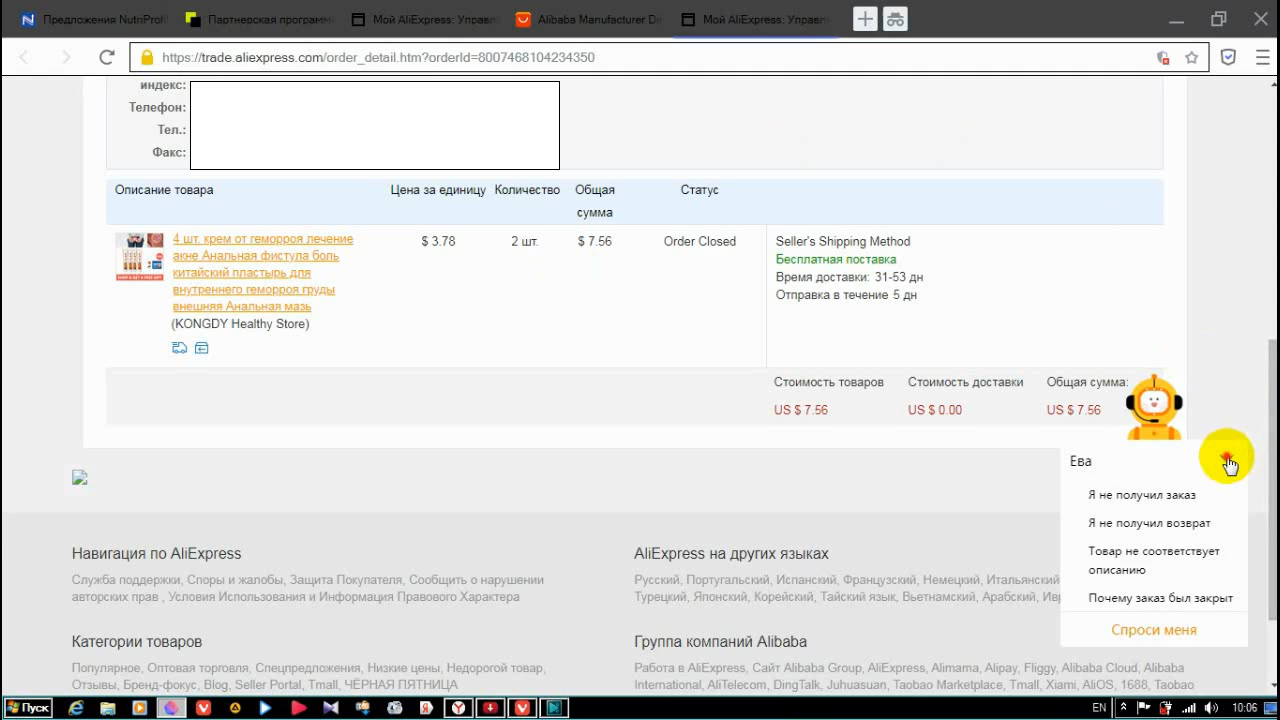 Предложения NutriProfi
Партнерская программ
Мой AliExpress: Управл
Alibaba Manufacturer Di
Мой AliExpress: Управл
https://trade.aliexpress.com/order_detail.htm?orderId=8007468104234350
индекс:
Телефон:
Тел.:
Факс:
Описание товара Цена за единицу Количество Общая сумма Статус
4 шт. крем от геморроя лечение
акне Анальная фистула боль
китайский пластырь для
внутреннего геморроя груды
внешняя Анальная мазь
(KONGDY Healthy Store)
$ 3.78 2 шт. $ 7.56 Order Closed
Seller's Shipping Method
Бесплатная поставка
Время доставки: 31-53 дн
Отправка в течение 5 дн
Стоимость товаров Стоимость доставки Общая сумма:
US $ 7.56 US $ 0.00 US $ 7.56
Ева
Я не получил заказ
Я не получил возврат
Товар не соответствует
описанию
Почему заказ был закрыт
Спроси меня
Навигация по AliExpress
Служба поддержки, Споры и жалобы, Защита Покупателя, Сообщить о нарушении
авторских прав , Условия Использования и Информация Правового Характера
AliExpress на других языках
Русский, Португальский, Испанский, Французский, Немецкий, Итальянский
Турецкий, Японский, Корейский, Тайский язык, Вьетнамский, Арабский, Ивр
Категории товаров
Популярное, Оптовая торговля, Спецпредложения, Низкие цены, Недорогой товар,
Отзывы, Бренд-фокус, Blog, Seller Portal, Tmall, ЧЁРНАЯ ПЯТНИЦА
Группа компаний Alibaba
Работа в AliExpress, Сайт Alibaba Group, AliExpress, Alimama, Alipay, Fliggy, Alibaba Cloud, Alibaba
International, AliTelecom, DingTalk, Juhuasuan, Taobao Marketplace, Tmall, Xiami, AliOS, 1688, Taobao
Пуск
EN
10:06